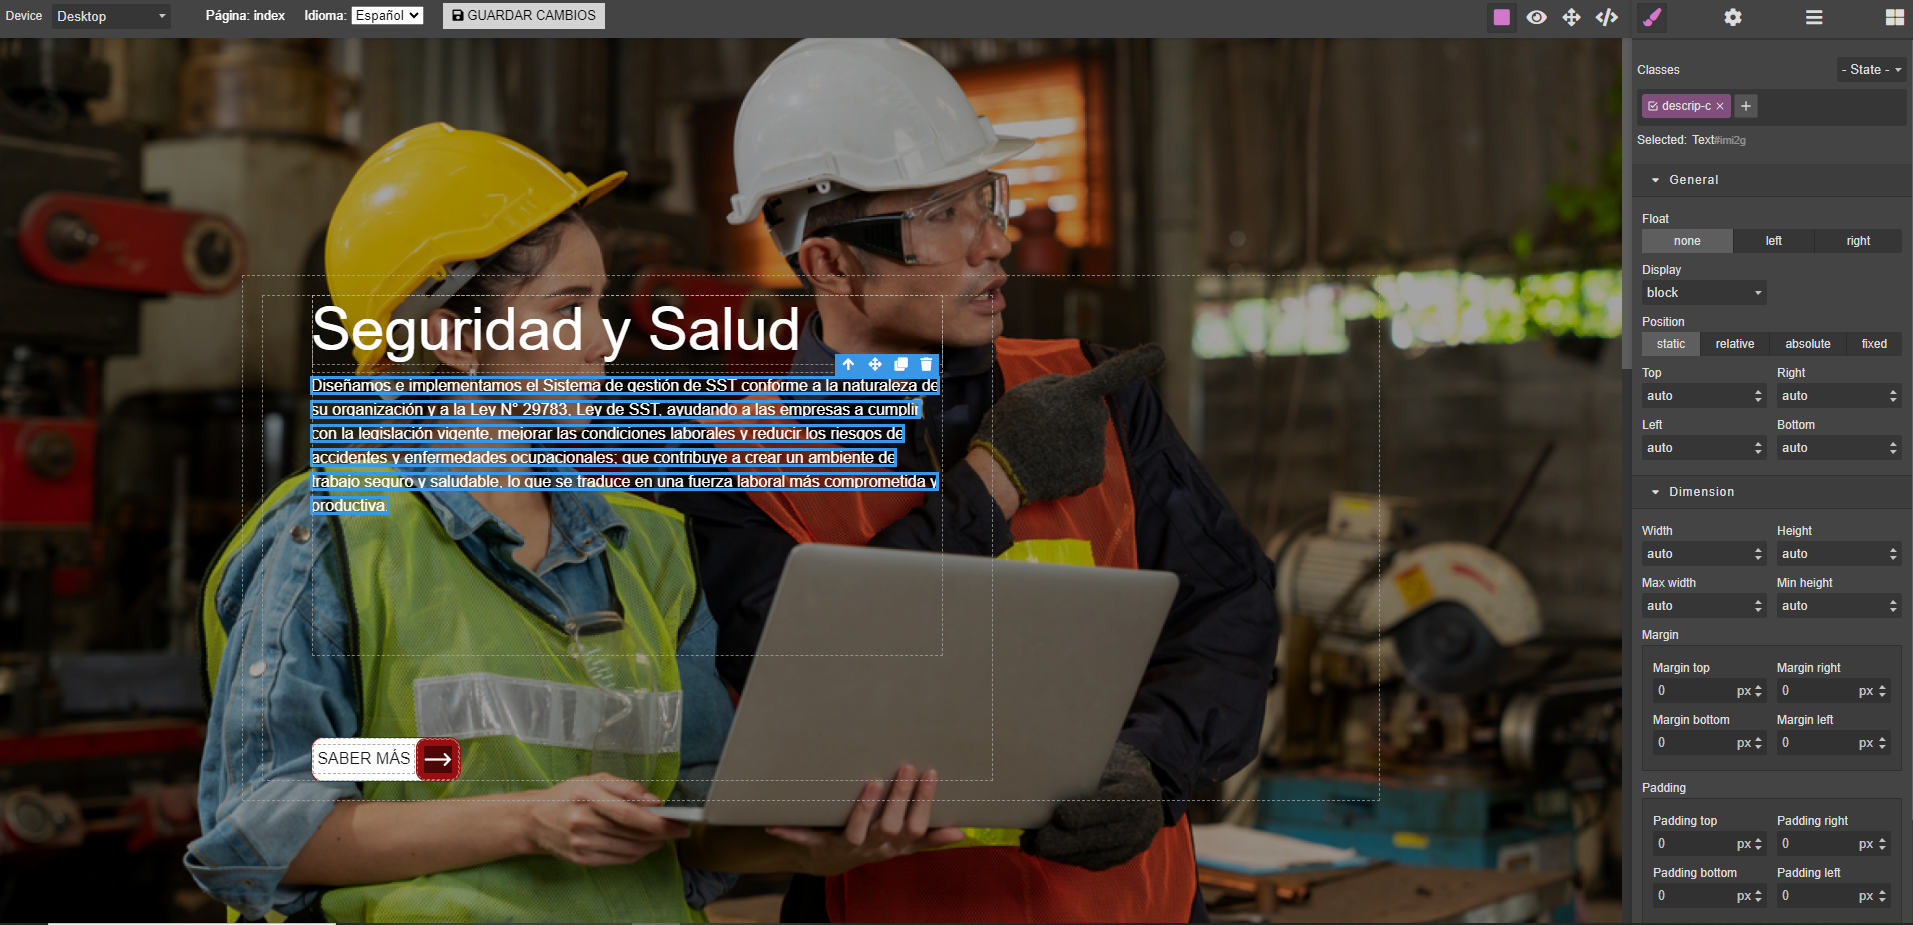 Device
Desktop
Página: index
Idioma:
Español
GUARDAR CAMBIOS
Seguridad y Salud
Diseñamos e implementamos el Sistema de gestión de SST conforme a la naturaleza de
su organización y a la Ley N° 29783, Ley de SST, ayudando a las empresas a cumplir
con la legislación vigente, mejorar las condiciones laborales y reducir los riesgos de
accidentes y enfermedades ocupacionales; que contribuye a crear un ambiente de
trabajo seguro y saludable, lo que se traduce en una fuerza laboral más comprometida y
productiva.
SABER MÁS
Classes
- State -
descrip-c
Selected: Text#imi2g
General
Float
none left right
Display
block
Position
static relative absolute fixed
Top Right
auto auto
Left Bottom
auto auto
Dimension
Width Height
auto auto
Max width Min height
auto auto
Margin
Margin top Margin right
0 px 0 px
Margin bottom Margin left
0 px 0 px
Padding
Padding top Padding right
0 px 0 px
Padding bottom Padding left
0 px 0 px